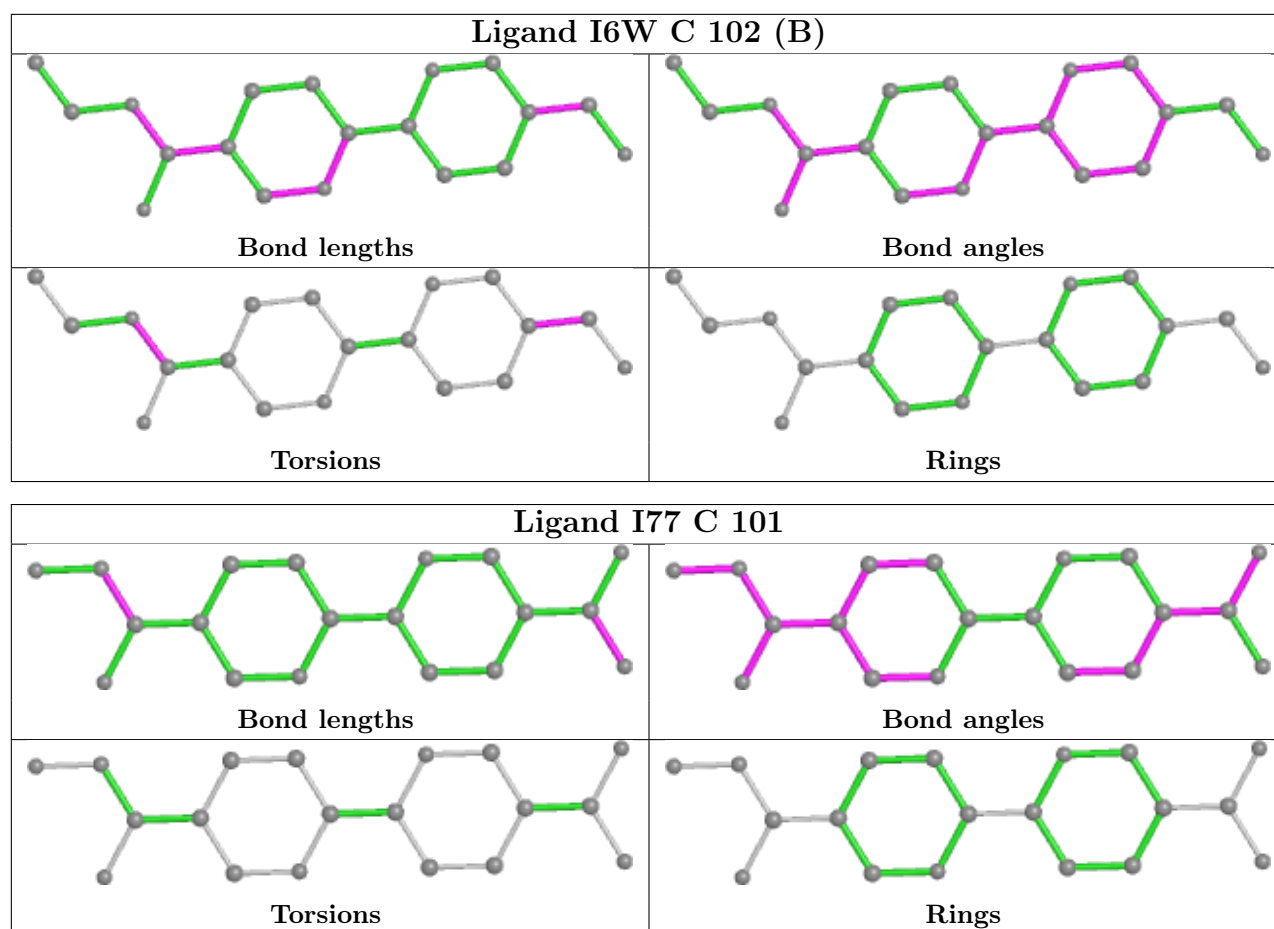 Ligand I6W C 102 (B)
Bond lengths
Bond angles
Torsions
Rings
Ligand I77 C 101
Bond lengths
Bond angles
Torsions
Rings